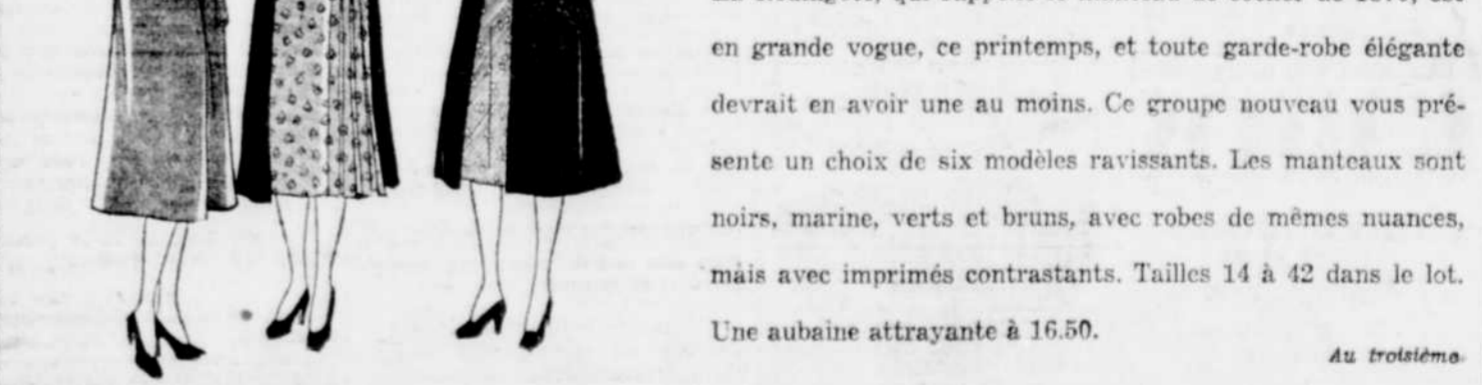 en grande vogue, ce printemps, et toute garde-robe élégante
devrait en avoir une au moins. Ce groupe nouveau vous pré-
sente un choix de six modèles ravissants. Les manteaux sont
noirs, marine, verts et bruns, avec robes de mêmes nuances,
mais avec imprimés contrastants. Tailles 14 à 42 dans le lot.
Une aubaine attrayante à 16.50.
Au troisième